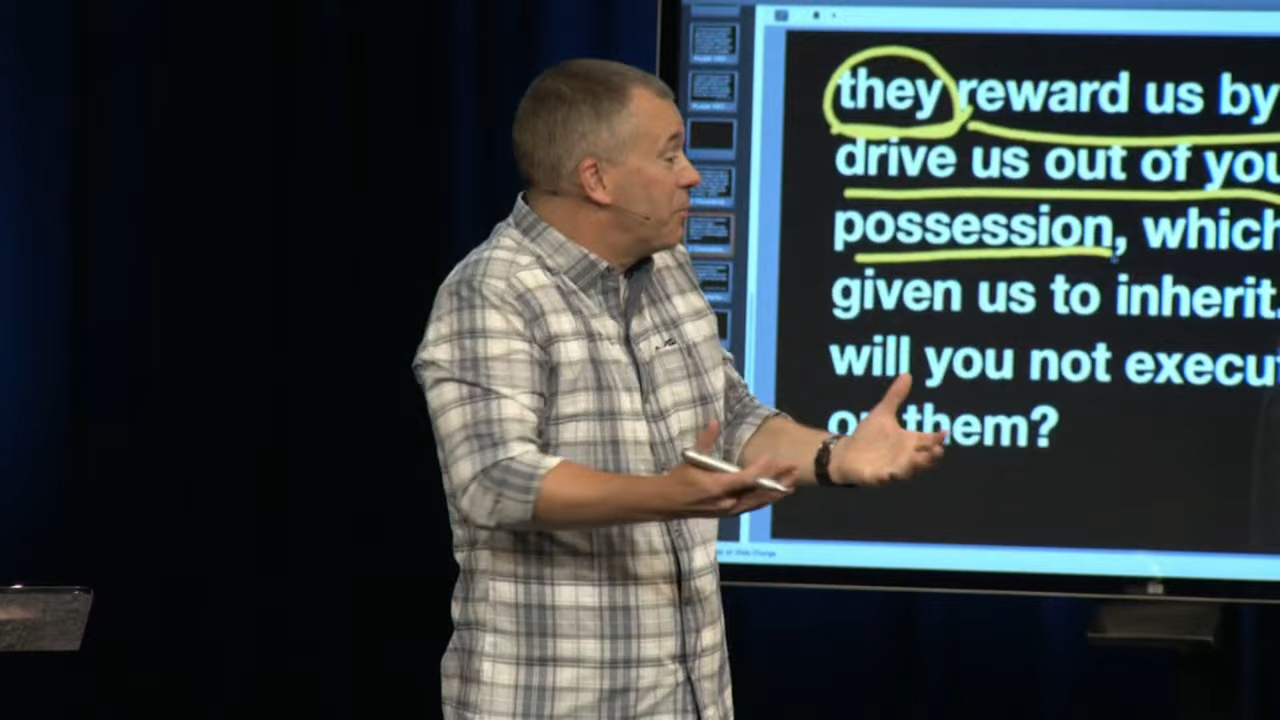 they reward us by
drive us out of you
possession, which
given us to inherit.
will you not execu
on them?